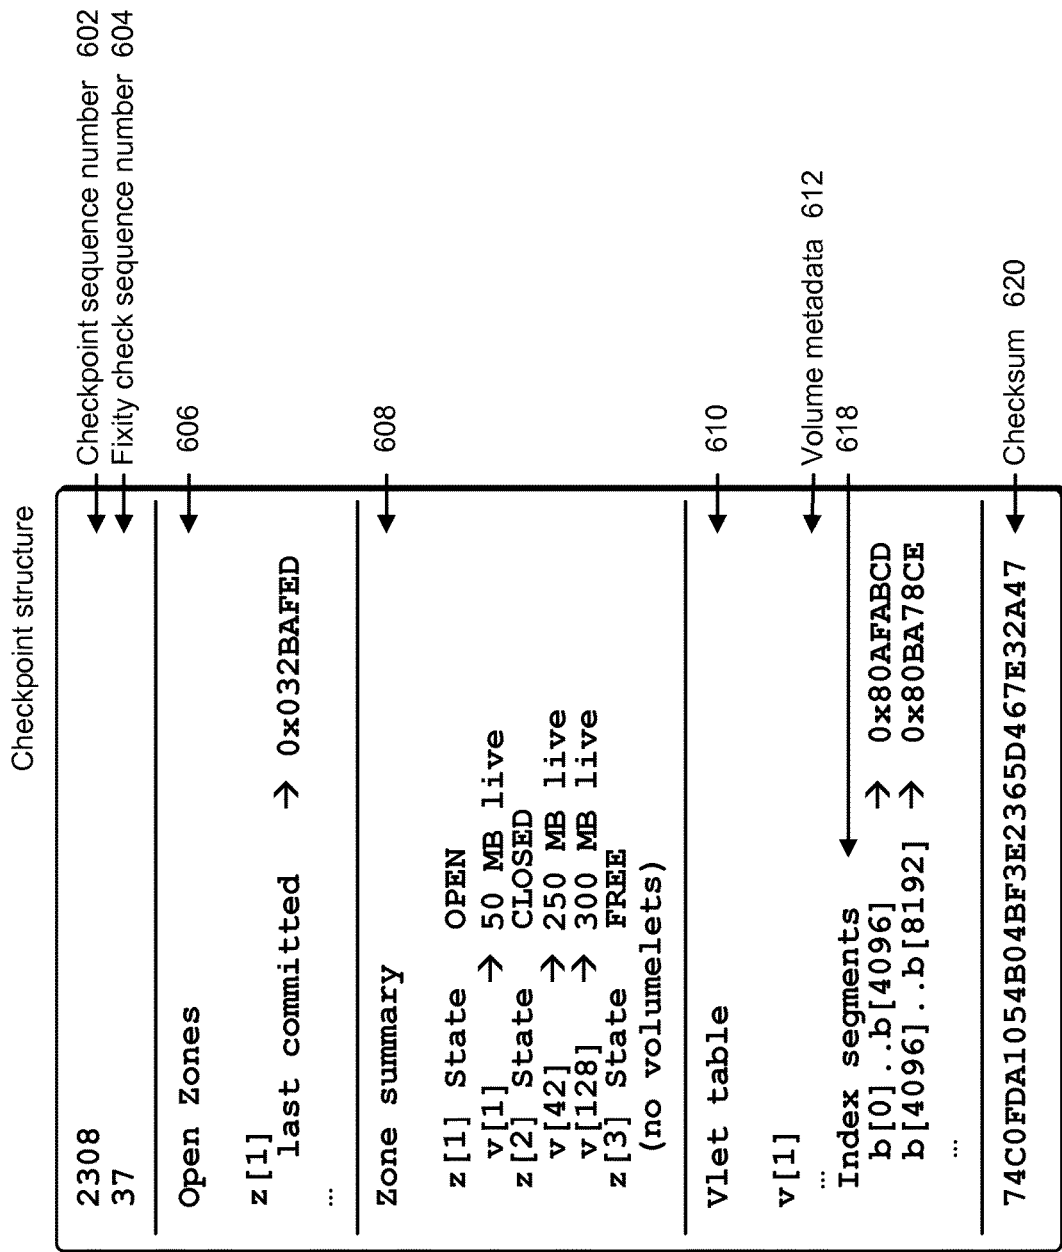 Checkpoint structure
2308
Checkpoint sequence number 602
37
Fixity check sequence number 604
Open Zones
606
z[1]
last committed → 0x032BAFED
...
Zone summary
608
z[1] State OPEN
v[1] → 50 MB live
z[2] State CLOSED
v[42] → 250 MB live
v[128] → 300 MB live
z[3] State FREE
(no volumelets)
Vlet table
610
v[1]
Volume metadata 612
...
Index segments
618
b[0]..b[4096] → 0x80AFABCD
b[4096]..b[8192] → 0x80BA78CE
...
74C0FDA1054B04BF3E2365D467E32A47
Checksum 620